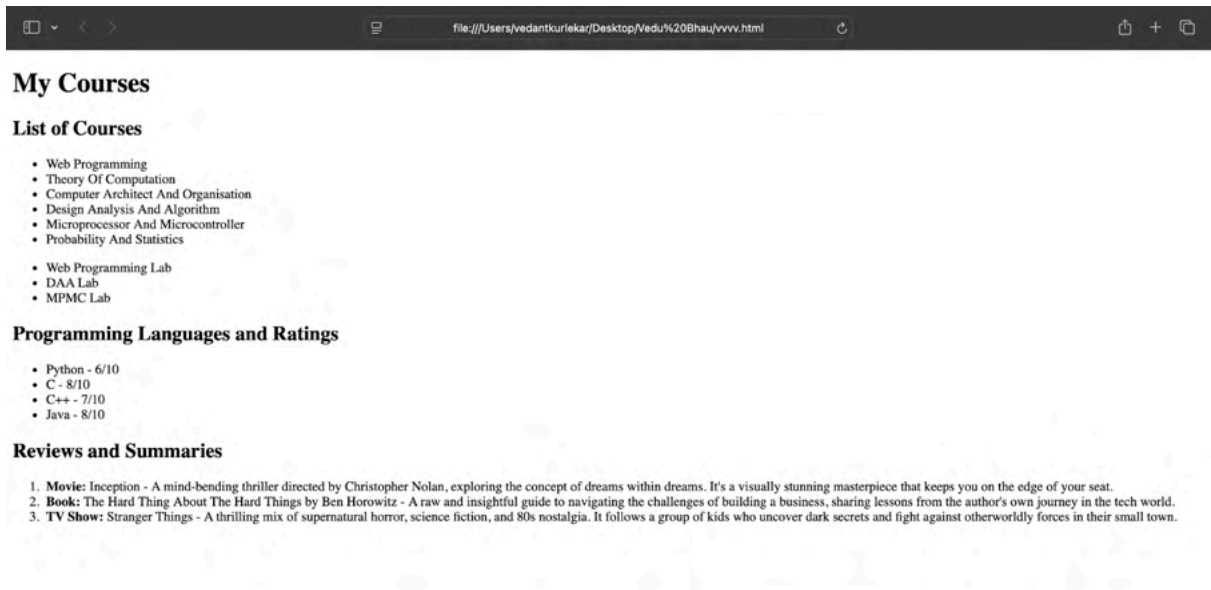 file:///Users/vedantkurlekar/Desktop/Vedu%20Bhau/vvvv.html
My Courses
List of Courses
• Web Programming
• Theory Of Computation
• Computer Architect And Organisation
• Design Analysis And Algorithm
• Microprocessor And Microcontroller
• Probability And Statistics
• Web Programming Lab
• DAA Lab
• MPMC Lab
Programming Languages and Ratings
• Python - 6/10
• C - 8/10
• C++ - 7/10
• Java - 8/10
Reviews and Summaries
1. Movie: Inception - A mind-bending thriller directed by Christopher Nolan, exploring the concept of dreams within dreams. It's a visually stunning masterpiece that keeps you on the edge of your seat.
2. Book: The Hard Thing About The Hard Things by Ben Horowitz - A raw and insightful guide to navigating the challenges of building a business, sharing lessons from the author's own journey in the tech world.
3. TV Show: Stranger Things - A thrilling mix of supernatural horror, science fiction, and 80s nostalgia. It follows a group of kids who uncover dark secrets and fight against otherworldly forces in their small town.